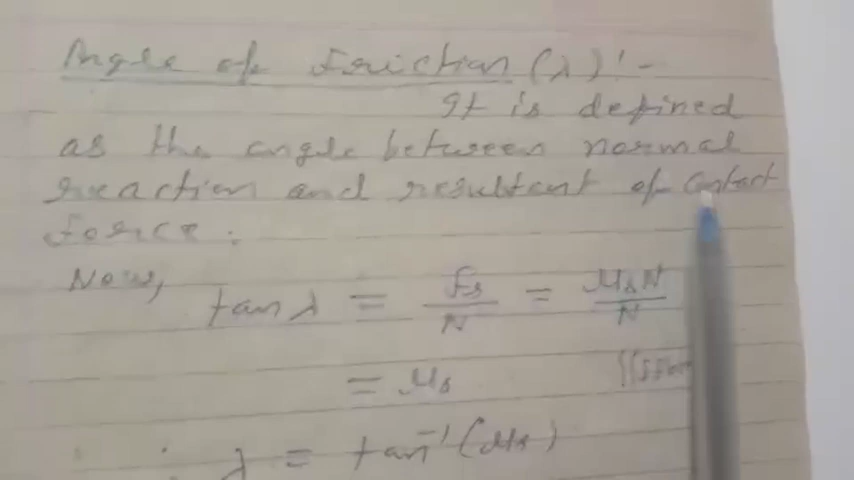 Angle of Friction (λ) :-
It is defined
as the angle between normal
reaction and resultant of contact
force.
Now,
tan λ = fs/N = μsN/N
= μs
λ = tan⁻¹(μs)